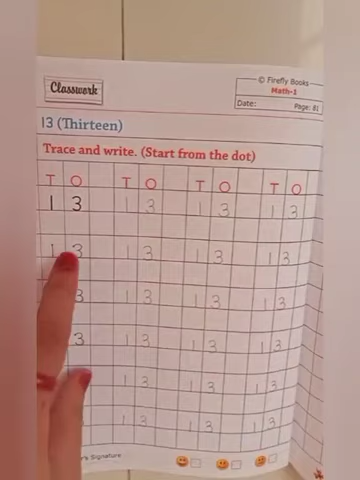 Classwork
© Firefly Books
Math-1
Date: Page: 81
13 (Thirteen)
Trace and write. (Start from the dot)
T O T O T O T O
1 3 1 3 1 3 1 3
1 3 1 3 1 3 1 3
3 1 3 1 3 1 3
3 1 3 1 3 1 3
1 3 1 3 1 3
1 3 1 3 1 3
Signature